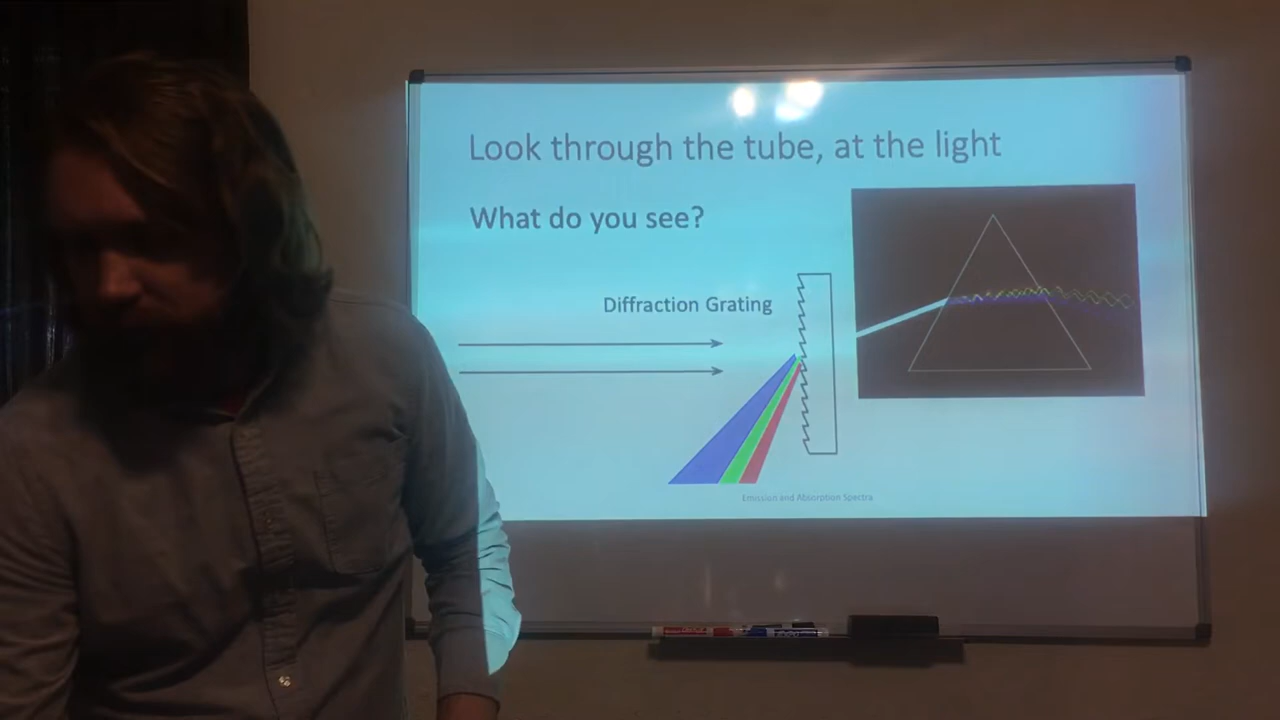 Look through the tube, at the light
What do you see?
Diffraction Grating
Emission and Absorption Spectra